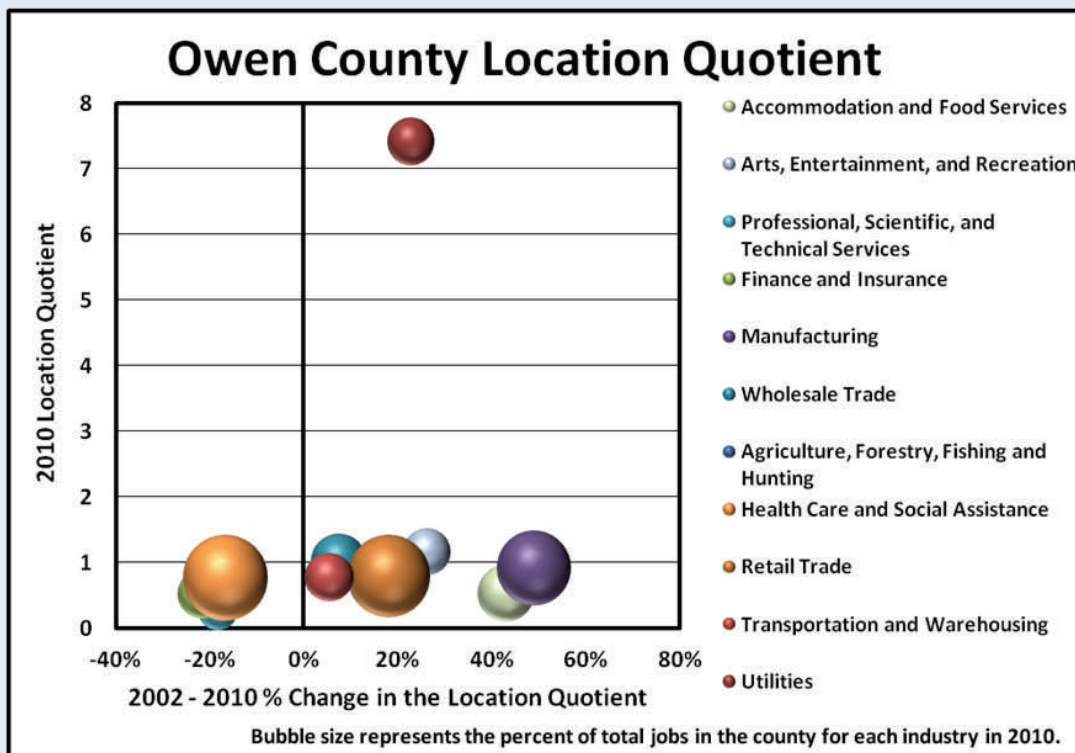 Owen County Location Quotient
8
7
6
5
4
3
2
1
0
2010 Location Quotient
-40%
-20%
0%
20%
40%
60%
80%
2002 - 2010 % Change in the Location Quotient
Accommodation and Food Services
Arts, Entertainment, and Recreation
Professional, Scientific, and
Technical Services
Finance and Insurance
Manufacturing
Wholesale Trade
Agriculture, Forestry, Fishing and
Hunting
Health Care and Social Assistance
Retail Trade
Transportation and Warehousing
Utilities
Bubble size represents the percent of total jobs in the county for each industry in 2010.